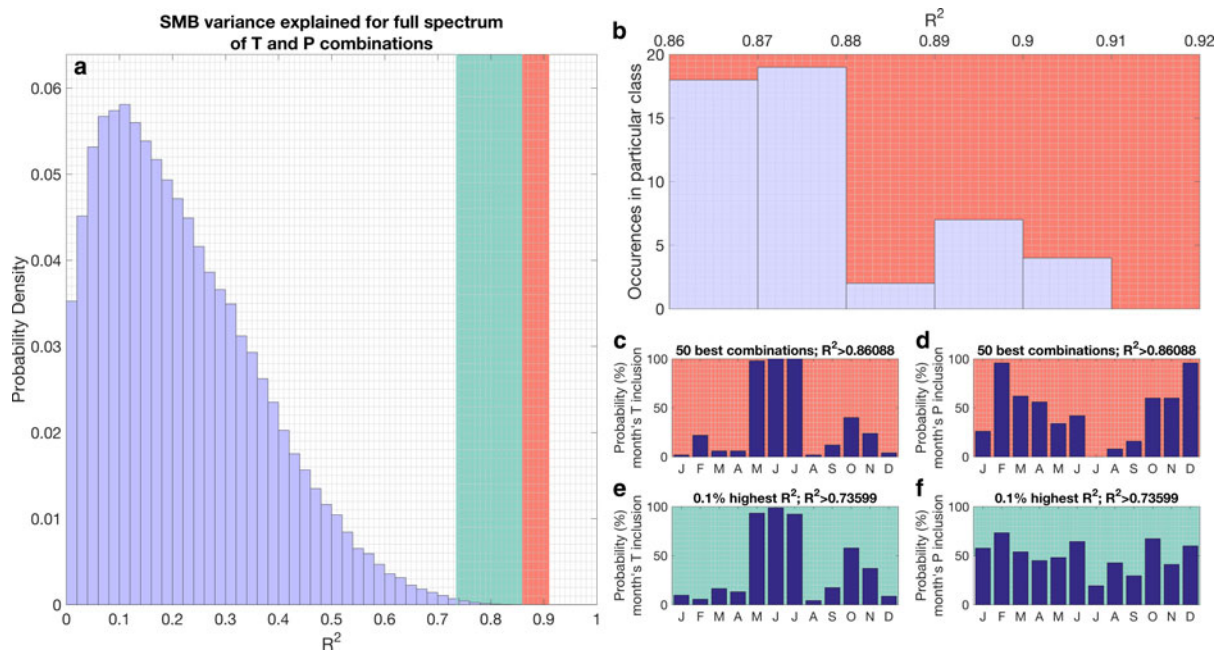 SMB variance explained for full spectrum
of T and P combinations
a
0.06
0.05
0.04
0.03
0.02
0.01
0
Probability Density
0 0.1 0.2 0.3 0.4 0.5 0.6 0.7 0.8 0.9 1
R²
b
R²
0.86 0.87 0.88 0.89 0.9 0.91 0.92
20
15
10
5
0
Occurences in particular class
c
50 best combinations; R²>0.86088
Probability (%)
month's T inclusion
100
50
0
J F M A M J J A S O N D
d
50 best combinations; R²>0.86088
Probability (%)
month's P inclusion
100
50
0
J F M A M J J A S O N D
e
0.1% highest R²; R²>0.73599
Probability (%)
month's T inclusion
100
50
0
J F M A M J J A S O N D
f
0.1% highest R²; R²>0.73599
Probability (%)
month's P inclusion
100
50
0
J F M A M J J A S O N D